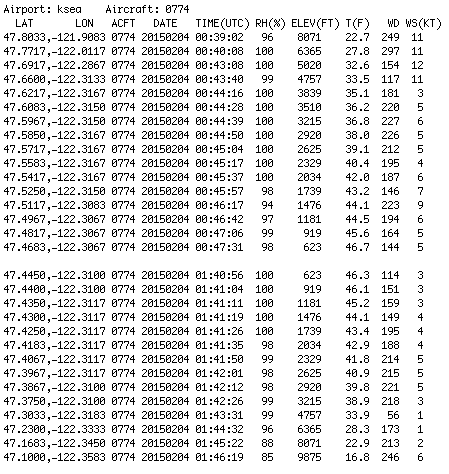 Airport: ksea    Aircraft: 0774
LAT       LON   ACFT   DATE   TIME(UTC) RH(%) ELEV(FT) T(F)   WD WS(KT)
47.8033,-121.9083 0774 20150204 00:39:02   96    8071   22.7  249  11
47.7717,-122.0117 0774 20150204 00:40:08  100    6365   27.8  297  11
47.6917,-122.2867 0774 20150204 00:43:08  100    5020   32.6  154  12
47.6600,-122.3133 0774 20150204 00:43:40   99    4757   33.5  117  11
47.6217,-122.3167 0774 20150204 00:44:16  100    3839   35.1  181   3
47.6083,-122.3150 0774 20150204 00:44:28  100    3510   36.2  220   5
47.5967,-122.3150 0774 20150204 00:44:39  100    3215   36.8  227   6
47.5850,-122.3167 0774 20150204 00:44:50  100    2920   38.0  226   5
47.5717,-122.3167 0774 20150204 00:45:04  100    2625   39.1  212   5
47.5583,-122.3167 0774 20150204 00:45:17  100    2329   40.4  195   4
47.5417,-122.3167 0774 20150204 00:45:37  100    2034   42.0  187   6
47.5250,-122.3150 0774 20150204 00:45:57   98    1739   43.2  146   7
47.5117,-122.3083 0774 20150204 00:46:17   94    1476   44.1  223   9
47.4967,-122.3067 0774 20150204 00:46:42   97    1181   44.5  194   6
47.4817,-122.3067 0774 20150204 00:47:06   99     919   45.6  164   5
47.4683,-122.3067 0774 20150204 00:47:31   98     623   46.7  144   5
47.4450,-122.3100 0774 20150204 01:40:56  100     623   46.3  114   3
47.4400,-122.3100 0774 20150204 01:41:04  100     919   46.1  151   3
47.4350,-122.3117 0774 20150204 01:41:11  100    1181   45.2  159   3
47.4300,-122.3117 0774 20150204 01:41:19  100    1476   44.1  149   4
47.4250,-122.3117 0774 20150204 01:41:26  100    1739   43.4  195   4
47.4183,-122.3117 0774 20150204 01:41:35   98    2034   42.9  188   4
47.4067,-122.3117 0774 20150204 01:41:50   99    2329   41.8  214   5
47.3967,-122.3117 0774 20150204 01:42:01   98    2625   40.9  215   5
47.3867,-122.3100 0774 20150204 01:42:12   98    2920   39.8  221   5
47.3750,-122.3100 0774 20150204 01:42:26   99    3215   38.9  218   3
47.3033,-122.3183 0774 20150204 01:43:31   99    4757   33.9   56   1
47.2300,-122.3333 0774 20150204 01:44:32   96    6365   28.3  173   1
47.1683,-122.3450 0774 20150204 01:45:22   88    8071   22.9  213   2
47.1000,-122.3583 0774 20150204 01:46:19   85    9875   16.8  246   6